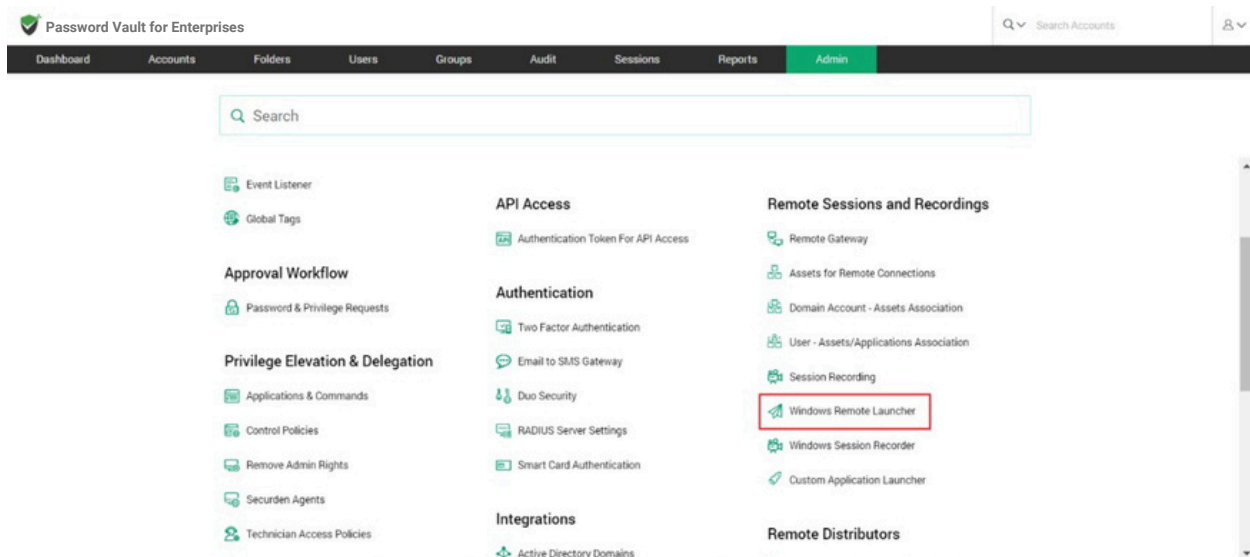 Password Vault for Enterprises
Search Accounts
Dashboard Accounts Folders Users Groups Audit Sessions Reports Admin
Search
Event Listener
Global Tags
Approval Workflow
Password & Privilege Requests
Privilege Elevation & Delegation
Applications & Commands
Control Policies
Remove Admin Rights
Securden Agents
Technician Access Policies
API Access
API
Authentication Token For API Access
Authentication
Two Factor Authentication
Email to SMS Gateway
Duo Security
RADIUS Server Settings
Smart Card Authentication
Integrations
Active Directory Domains
Remote Sessions and Recordings
Remote Gateway
Assets for Remote Connections
Domain Account - Assets Association
User - Assets/Applications Association
Session Recording
Windows Remote Launcher
Windows Session Recorder
Custom Application Launcher
Remote Distributors